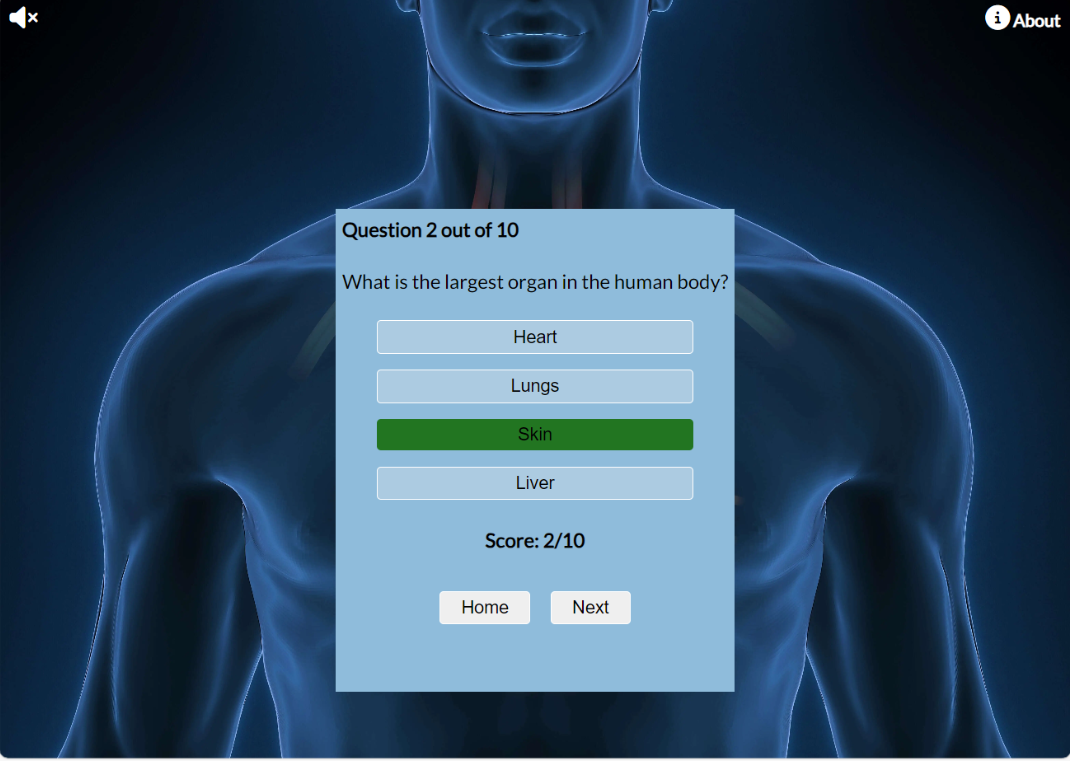 About
Question 2 out of 10
What is the largest organ in the human body?
Heart
Lungs
Skin
Liver
Score: 2/10
Home Next